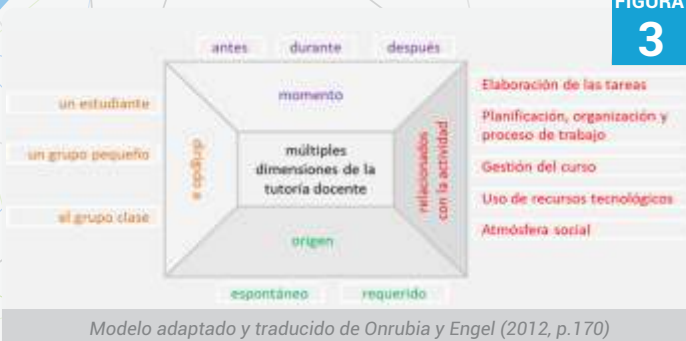 FIGURA
3
antes durante después
momento
un estudiante
un grupo pequeño
el grupo clase
dirigido a
múltiples
dimensiones de la
tutoría docente
relacionados
con la actividad
Elaboración de las tareas
Planificación, organización y
proceso de trabajo
Gestión del curso
Uso de recursos tecnológicos
Atmósfera social
origen
espontáneo requerido
Modelo adaptado y traducido de Onrubia y Engel (2012, p.170)